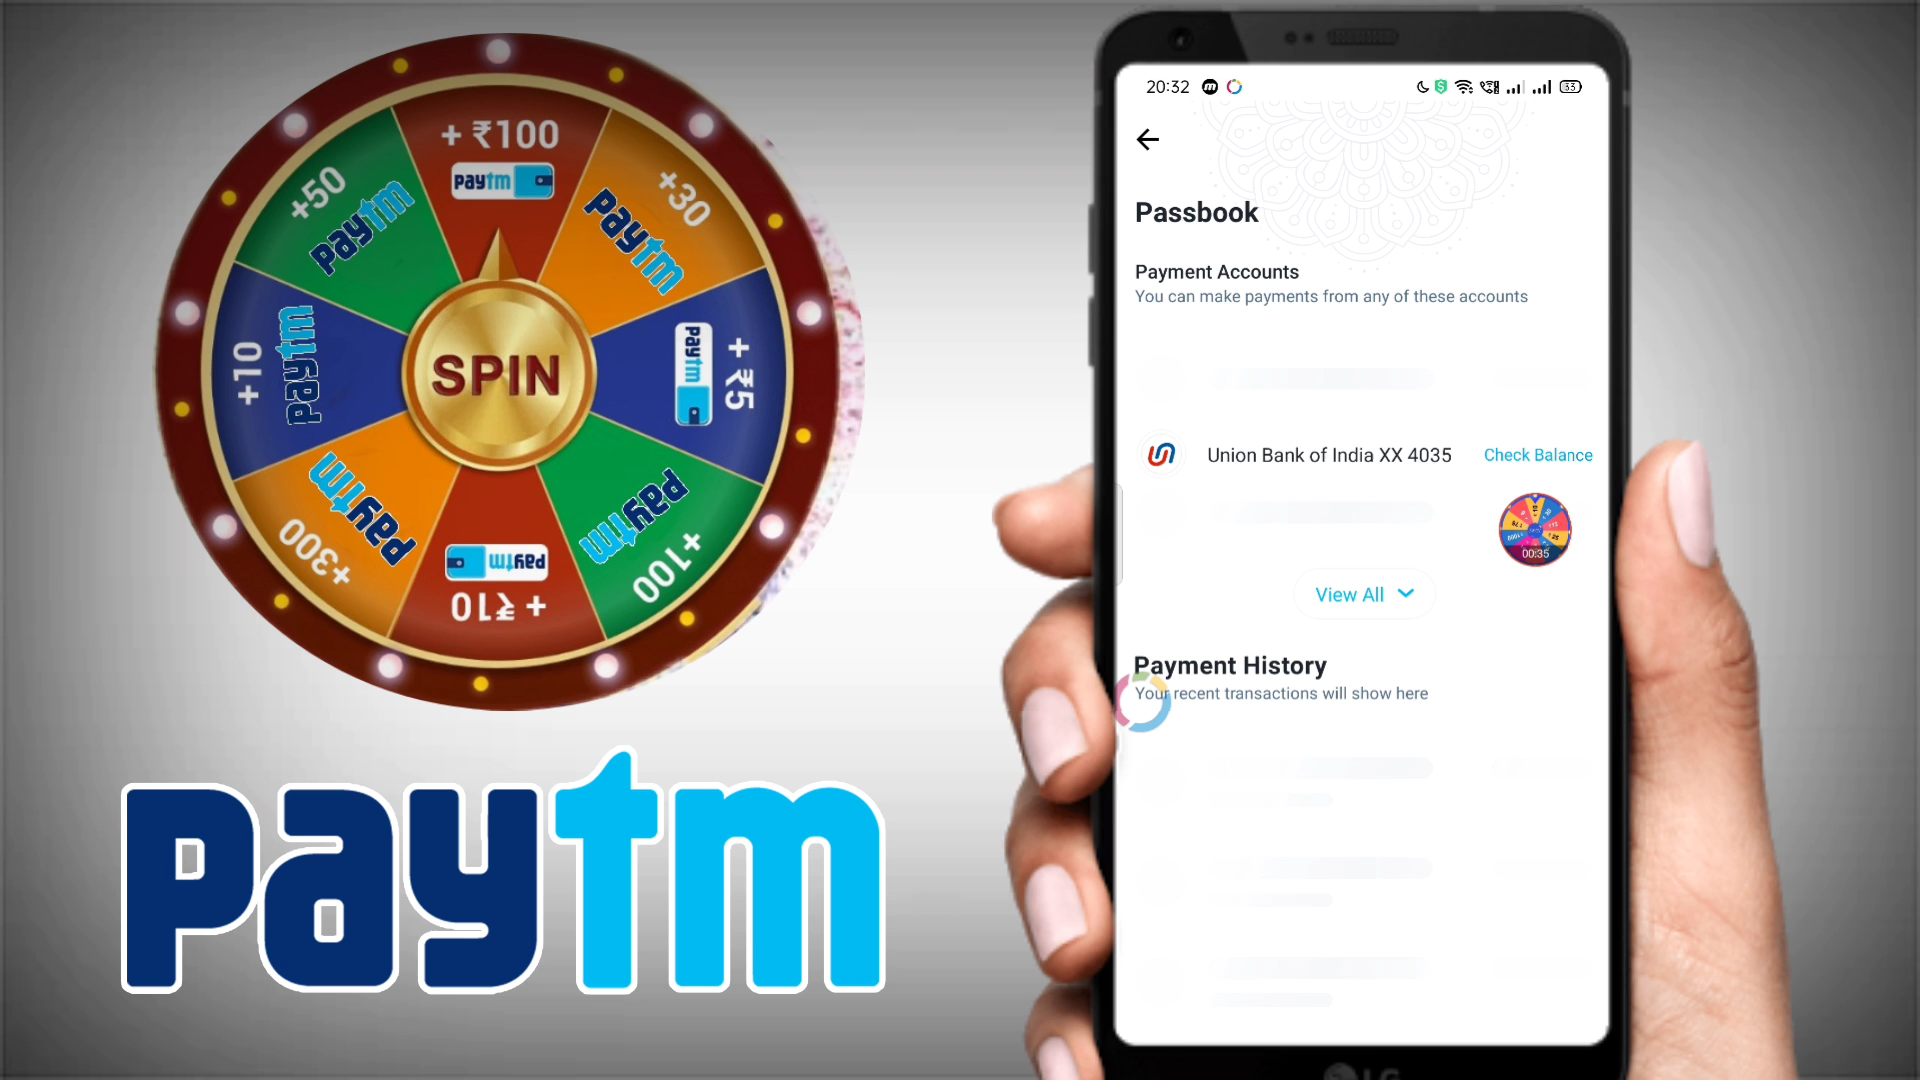 + ₹100
paytm
+30
paytm
+ ₹5
paytm
+100
paytm
+ ₹10
paytm
+300
paytm
+10
paytm
+50
paytm
SPIN
paytm
20:32
33
Passbook
Payment Accounts
You can make payments from any of these accounts
Union Bank of India XX 4035
Check Balance
00:35
View All
Payment History
Your recent transactions will show here
LG